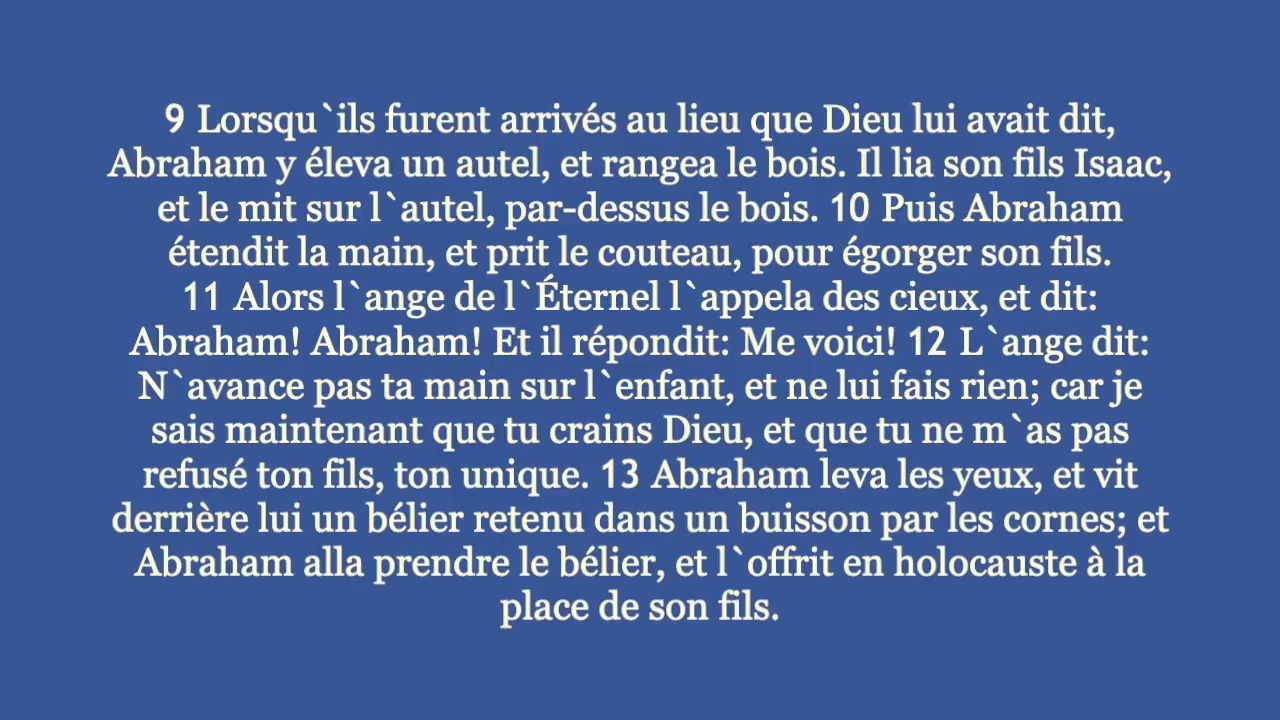 9 Lorsqu`ils furent arrivés au lieu que Dieu lui avait dit,
Abraham y éleva un autel, et rangea le bois. Il lia son fils Isaac,
et le mit sur l`autel, par-dessus le bois. 10 Puis Abraham
étendit la main, et prit le couteau, pour égorger son fils.
11 Alors l`ange de l`Éternel l`appela des cieux, et dit:
Abraham! Abraham! Et il répondit: Me voici! 12 L`ange dit:
N`avance pas ta main sur l`enfant, et ne lui fais rien; car je
sais maintenant que tu crains Dieu, et que tu ne m`as pas
refusé ton fils, ton unique. 13 Abraham leva les yeux, et vit
derrière lui un bélier retenu dans un buisson par les cornes; et
Abraham alla prendre le bélier, et l`offrit en holocauste à la
place de son fils.